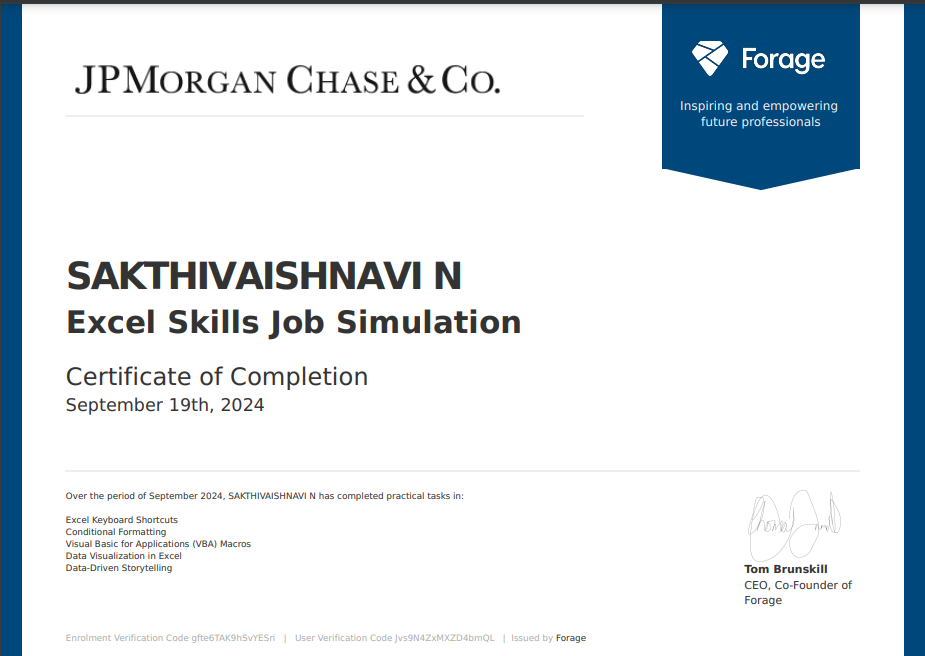 JPMORGAN CHASE & CO.
Forage
Inspiring and empowering
future professionals
SAKTHIVAISHNAVI N
Excel Skills Job Simulation
Certificate of Completion
September 19th, 2024
Over the period of September 2024, SAKTHIVAISHNAVI N has completed practical tasks in:
Excel Keyboard Shortcuts
Conditional Formatting
Visual Basic for Applications (VBA) Macros
Data Visualization in Excel
Data-Driven Storytelling
Tom Brunskill
CEO, Co-Founder of
Forage
Enrolment Verification Code gfte6TAK9hSvYESri | User Verification Code Jvs9N4ZxMXZD4bmQL | Issued by Forage